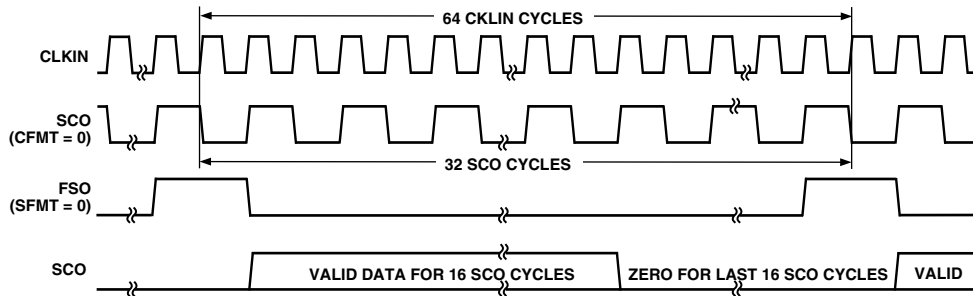 64 CKLIN CYCLES
CLKIN
SCO
(CFMT = 0)
32 SCO CYCLES
FSO
(SFMT = 0)
SCO
VALID DATA FOR 16 SCO CYCLES
ZERO FOR LAST 16 SCO CYCLES
VALID